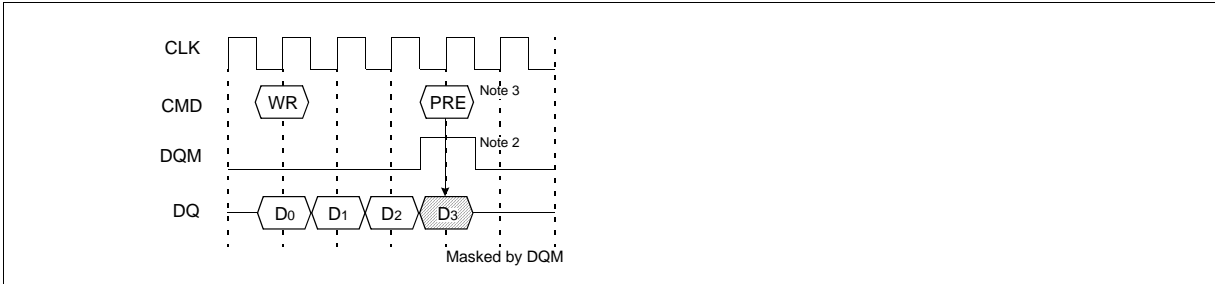 CLK
CMD WR PRE Note 3
DQM Note 2
DQ D0 D1 D2 D3
Masked by DQM